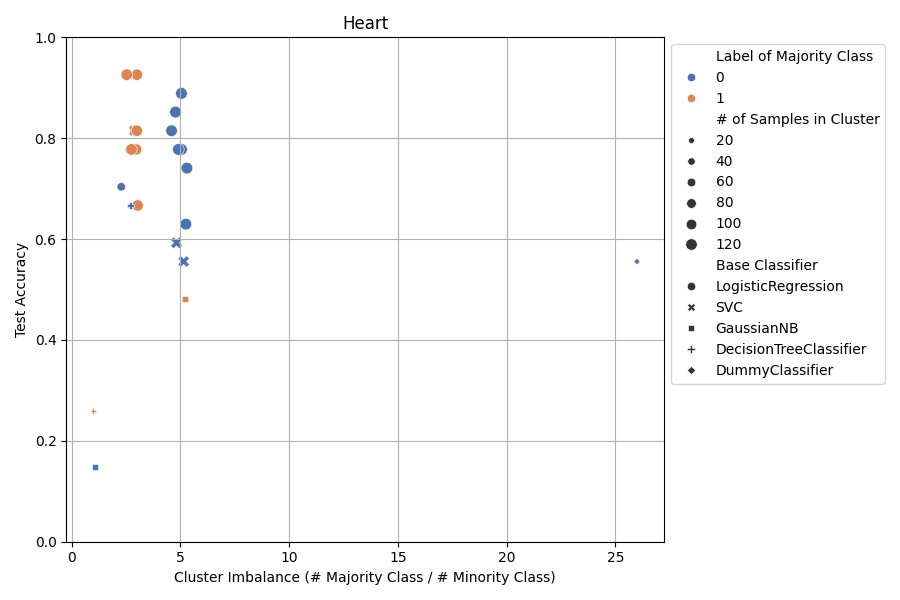 Heart
1.0
0.8
0.6
0.4
0.2
0.0
Test Accuracy
0 5 10 15 20 25
Cluster Imbalance (# Majority Class / # Minority Class)
Label of Majority Class
0
1
# of Samples in Cluster
20
40
60
80
100
120
Base Classifier
LogisticRegression
SVC
GaussianNB
DecisionTreeClassifier
DummyClassifier